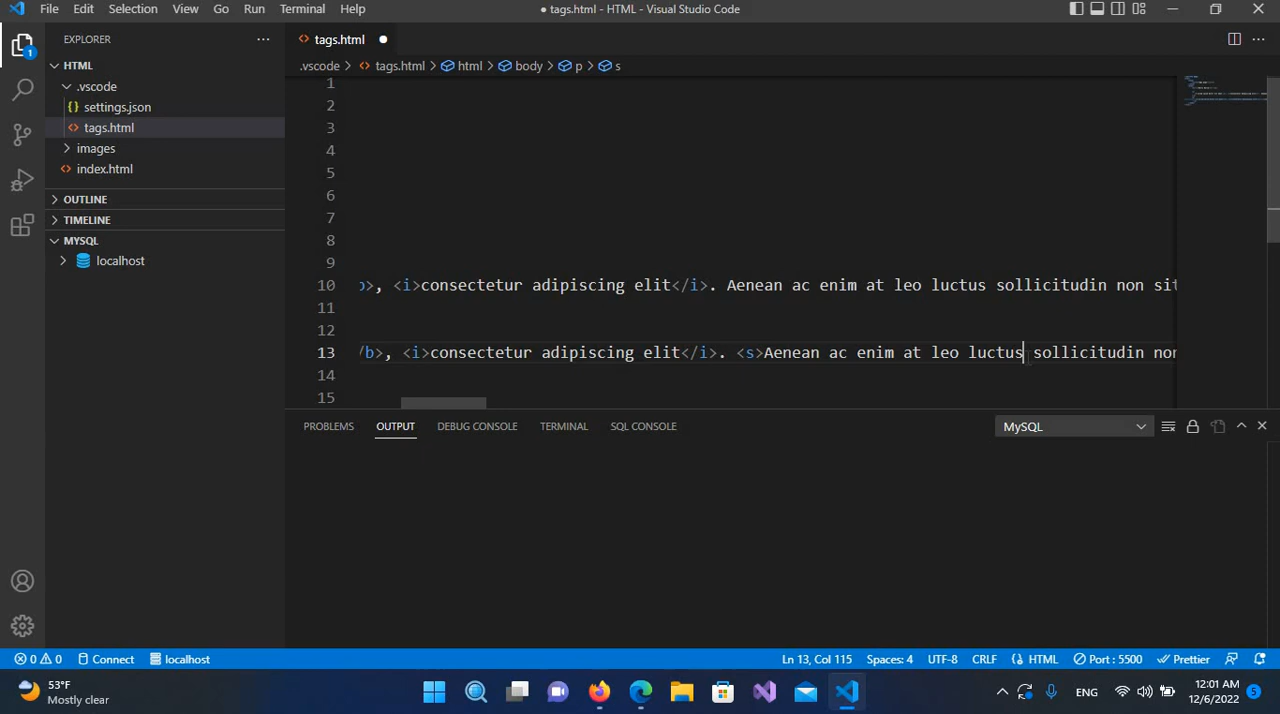 File Edit Selection View Go Run Terminal Help
● tags.html - HTML - Visual Studio Code
EXPLORER
tags.html
HTML
.vscode > tags.html > html > body > p > s
.vscode
settings.json
tags.html
images
index.html
OUTLINE
TIMELINE
MYSQL
localhost
1
1
2
3
4
5
6
7
8
9
10 b>, <i>consectetur adipiscing elit</i>. Aenean ac enim at leo luctus sollicitudin non sit
11
12
13 /b>, <i>consectetur adipiscing elit</i>. <s>Aenean ac enim at leo luctus sollicitudin non
14
15
PROBLEMS OUTPUT DEBUG CONSOLE TERMINAL SQL CONSOLE MySQL
0 0 Connect localhost Ln 13, Col 115 Spaces: 4 UTF-8 CRLF HTML Port : 5500 Prettier
53°F
Mostly clear
ENG
12:01 AM
12/6/2022
5